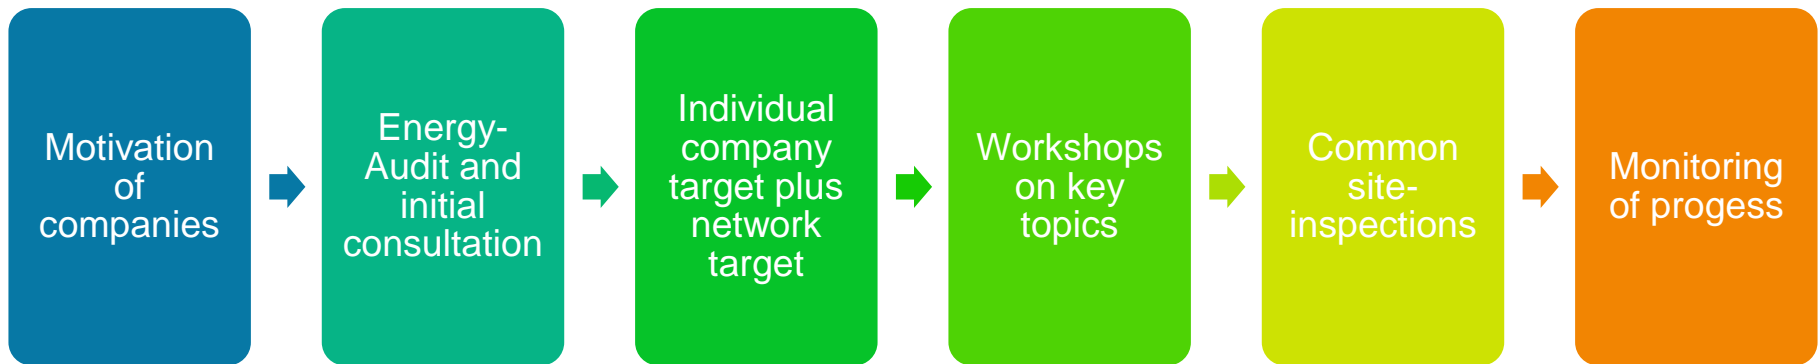 Motivation
of
companies
Energy-
Audit and
initial
consultation
Individual
company
target plus
network
target
Workshops
on key
topics
Common
site-
inspections
Monitoring
of progess